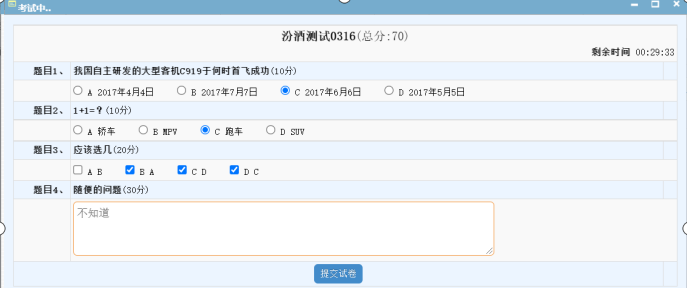 考试中..
汾酒测试0316(总分:70)
剩余时间 00:29:33
题目1、 我国自主研发的大型客机C919于何时首飞成功(10分)
A 2017年4月4日 B 2017年7月7日 C 2017年6月6日 D 2017年5月5日
题目2、 1+1=？(10分)
A 轿车 B MPV C 跑车 D SUV
题目3、 应该选几(20分)
A B B A C D D C
题目4、 随便的问题(30分)
不知道
提交试卷